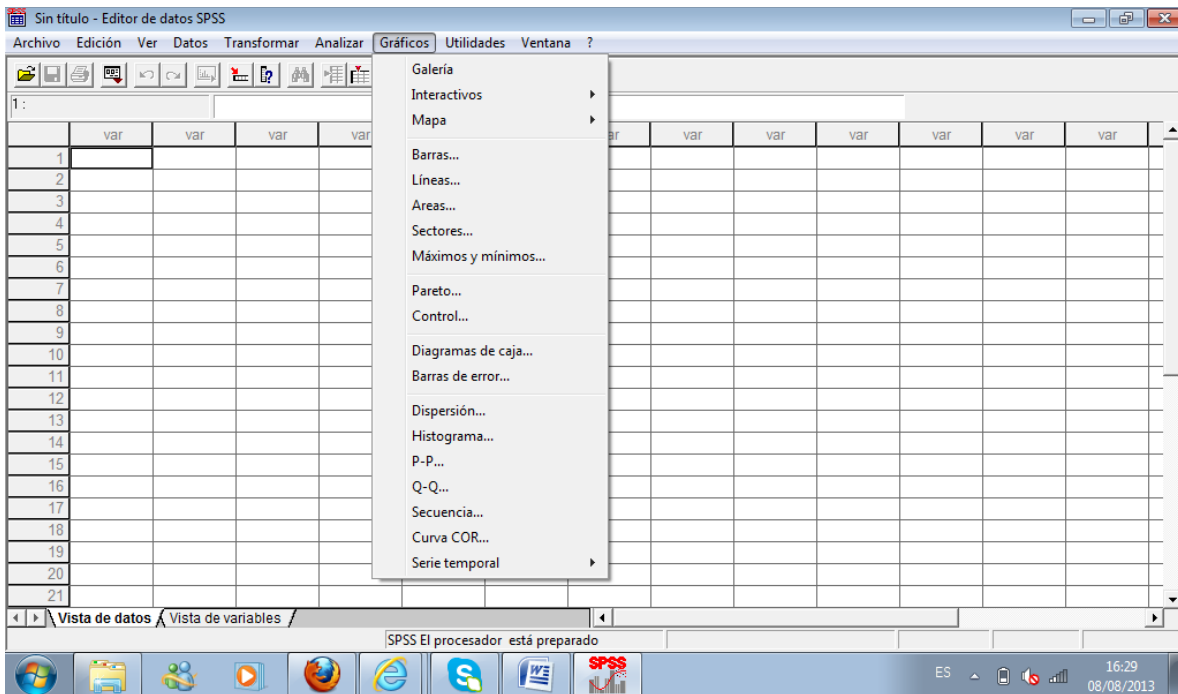 Sin título - Editor de datos SPSS
Archivo Edición Ver Datos Transformar Analizar Gráficos Utilidades Ventana ?
1 :
Galería
Interactivos
Mapa
Barras...
Líneas...
Areas...
Sectores...
Máximos y mínimos...
Pareto...
Control...
Diagramas de caja...
Barras de error...
Dispersión...
Histograma...
P-P...
Q-Q...
Secuencia...
Curva COR...
Serie temporal
var var var var var var var var var var
1
2
3
4
5
6
7
8
9
10
11
12
13
14
15
16
17
18
19
20
21
Vista de datos Vista de variables
SPSS El procesador está preparado
SPSS
ES
16:29
08/08/2013